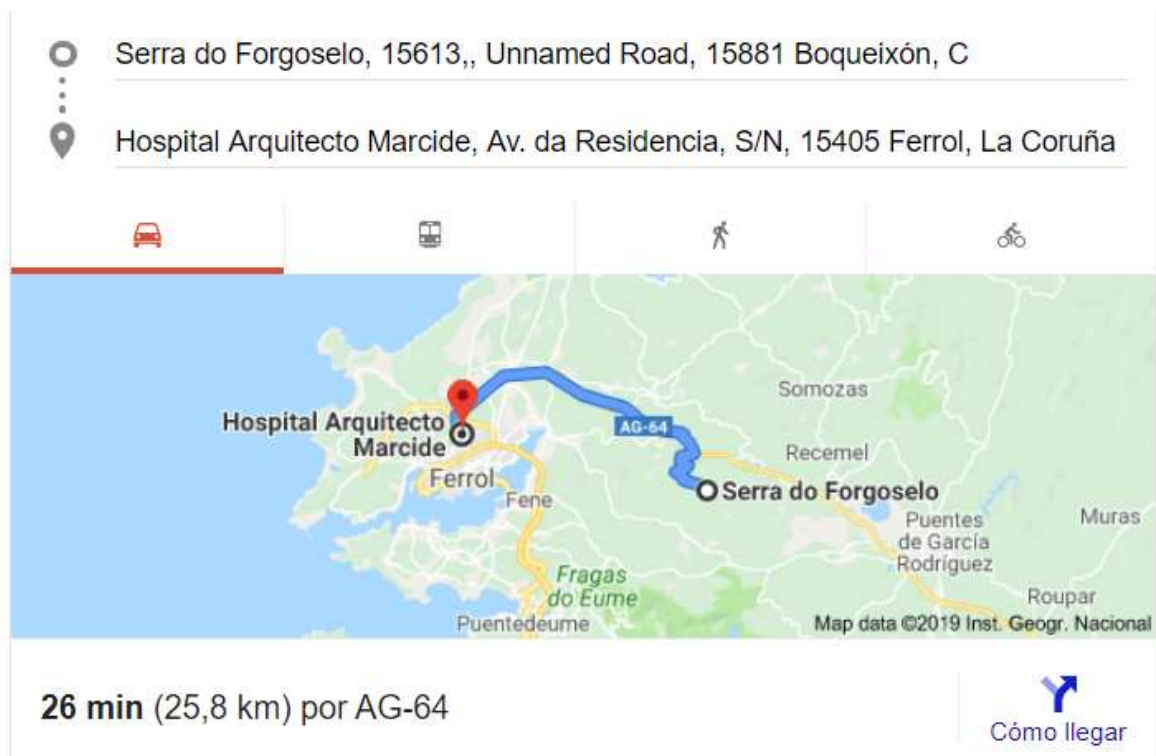 Serra do Forgoselo, 15613,, Unnamed Road, 15881 Boqueixón, C
Hospital Arquitecto Marcide, Av. da Residencia, S/N, 15405 Ferrol, La Coruña
Somozas
Hospital Arquitecto
Marcide
AG-64
Recemel
Ferrol
Serra do Forgoselo
Fene
Puentes
de García
Rodríguez
Muras
Fragas
do Eume
Roupar
Puentedeume
Map data ©2019 Inst. Geogr. Nacional
26 min (25,8 km) por AG-64
Cómo llegar